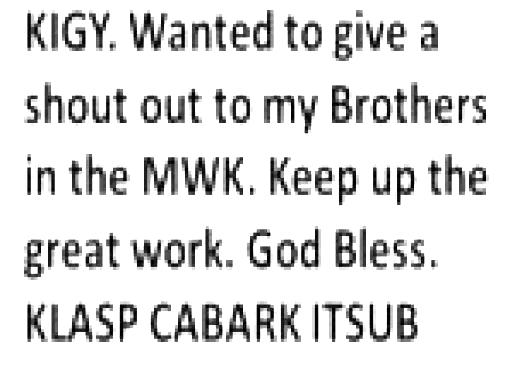 KIGY. Wanted to give a
shout out to my Brothers
in the MWK. Keep up the
great work. God Bless.
KLASP CABARK ITSUB